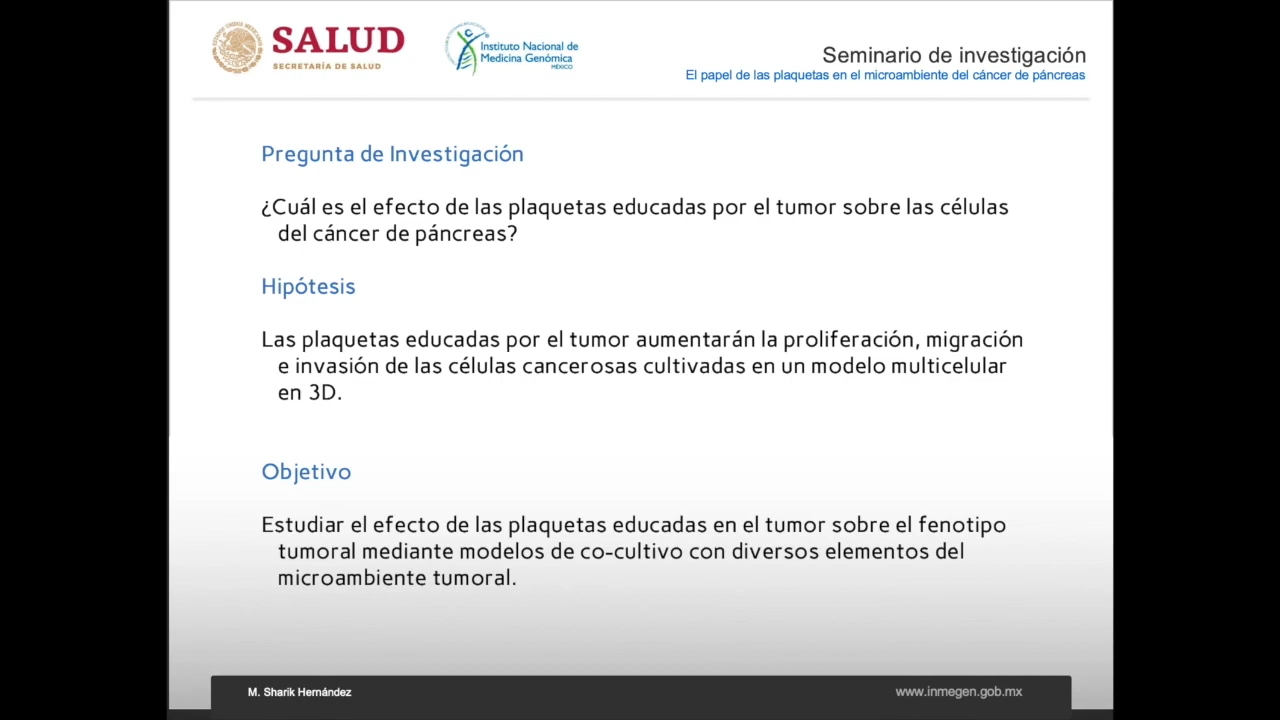 SALUD
SECRETARÍA DE SALUD
Instituto Nacional de
Medicina Genómica
MÉXICO
Seminario de investigación
El papel de las plaquetas en el microambiente del cáncer de páncreas
Pregunta de Investigación
¿Cuál es el efecto de las plaquetas educadas por el tumor sobre las células
del cáncer de páncreas?
Hipótesis
Las plaquetas educadas por el tumor aumentarán la proliferación, migración
e invasión de las células cancerosas cultivadas en un modelo multicelular
en 3D.
Objetivo
Estudiar el efecto de las plaquetas educadas en el tumor sobre el fenotipo
tumoral mediante modelos de co-cultivo con diversos elementos del
microambiente tumoral.
M. Sharik Hernández
www.inmegen.gob.mx